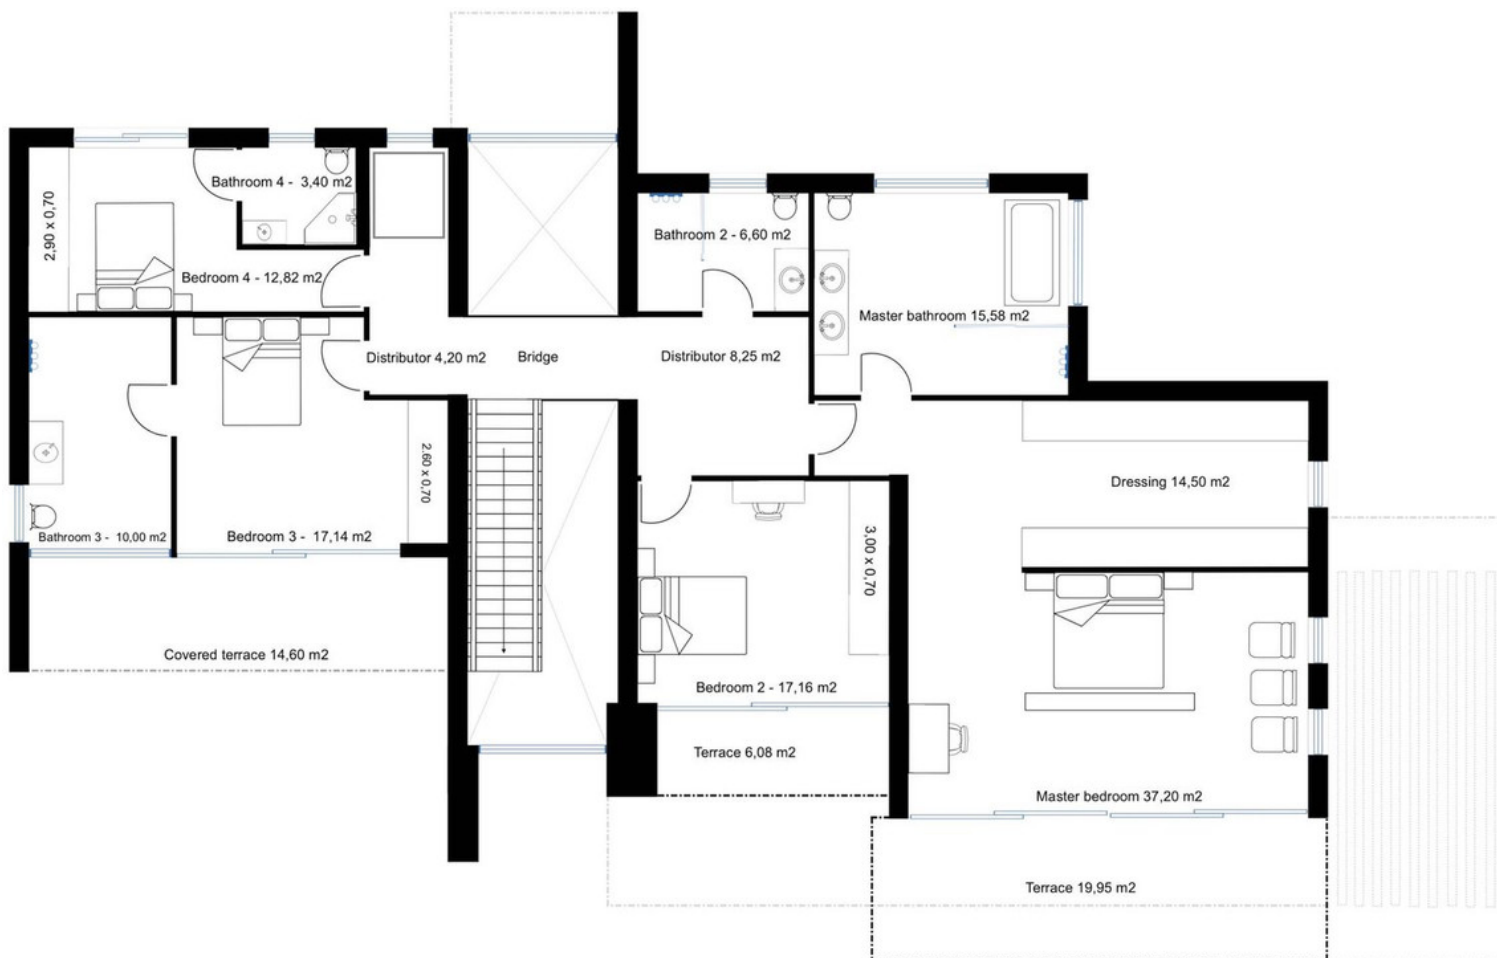 Bathroom 4 - 3,40 m2
2,90 x 0,70
Bathroom 2 - 6,60 m2
Bedroom 4 - 12,82 m2
Master bathroom 15,58 m2
Distributor 4,20 m2
Bridge
Distributor 8,25 m2
2.60 x 0,70
Dressing 14,50 m2
Bathroom 3 - 10,00 m2
Bedroom 3 - 17,14 m2
3,00 x 0,70
Covered terrace 14,60 m2
Bedroom 2 - 17,16 m2
Terrace 6,08 m2
Master bedroom 37,20 m2
Terrace 19,95 m2